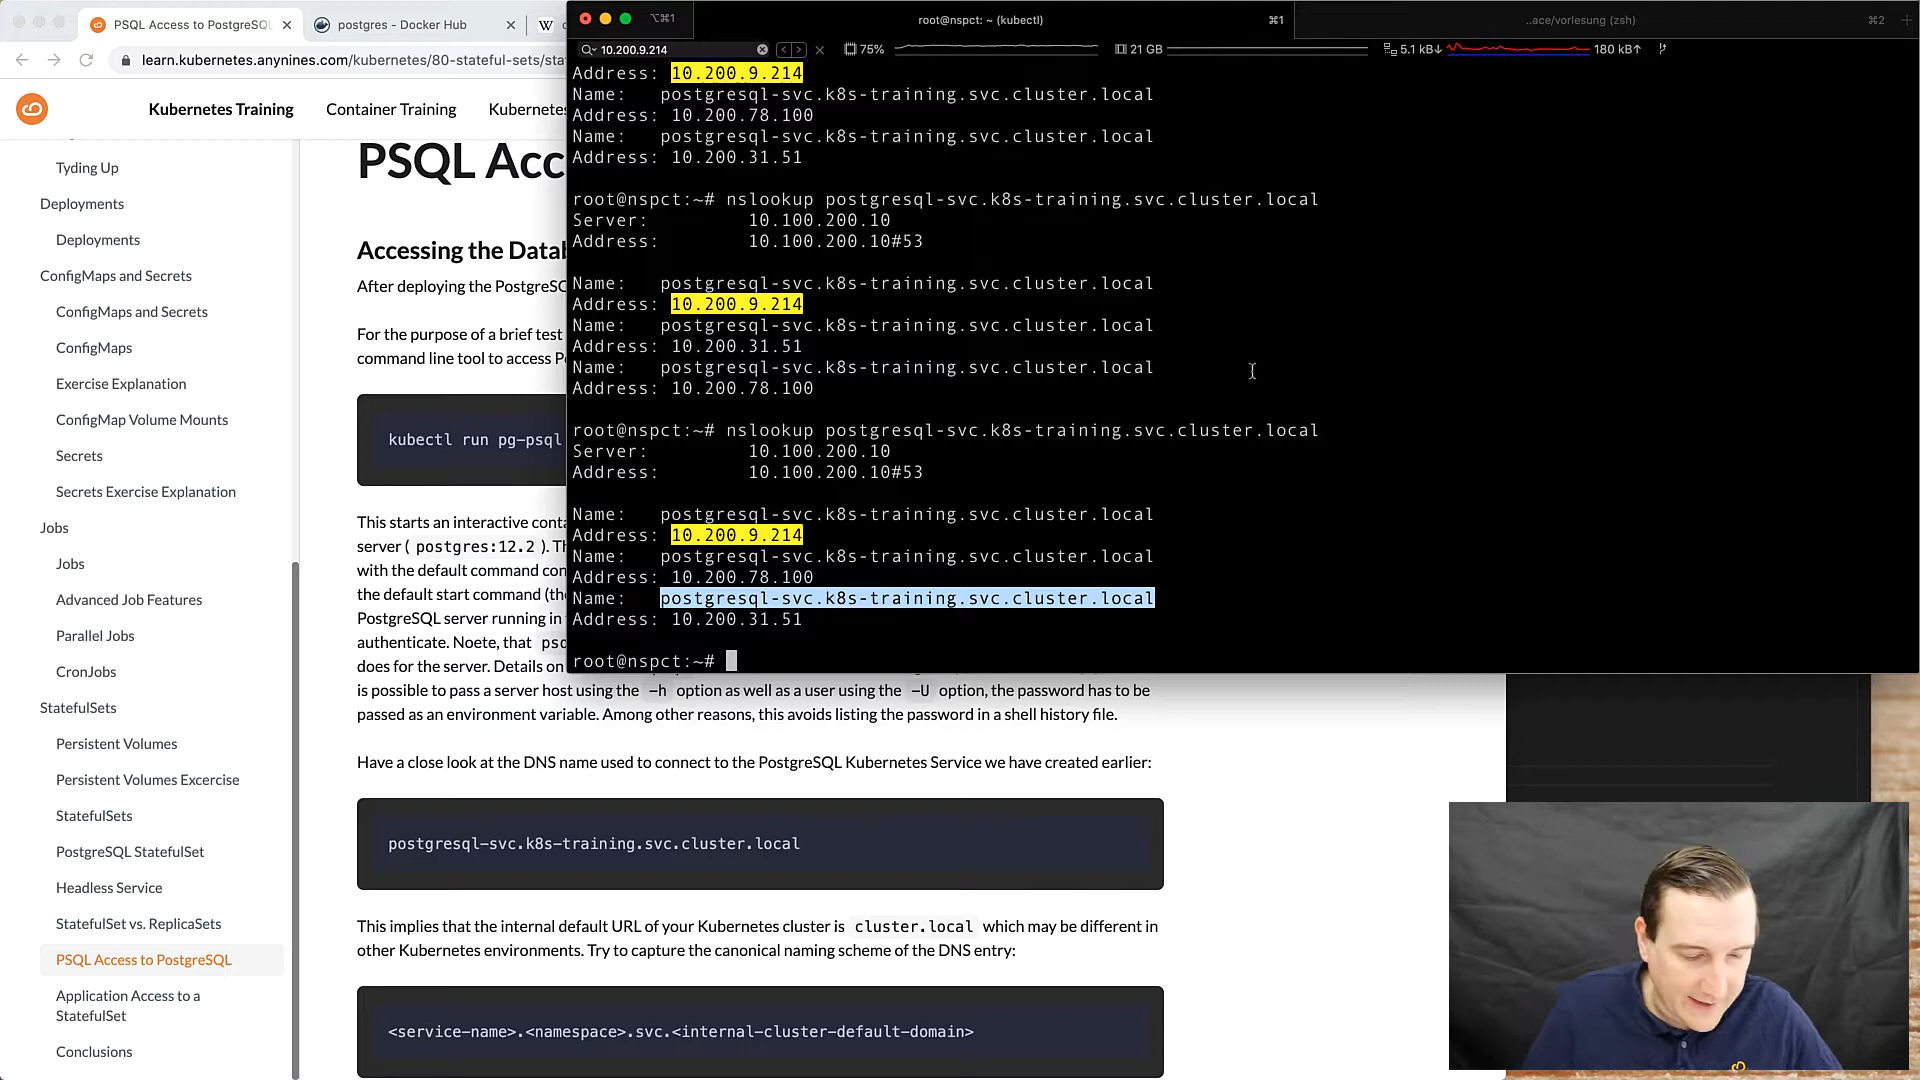 PSQL Access to PostgreSQL
postgres - Docker Hub
W
⌥⌘1
root@nspct: ~ (kubectl)
⌘1
..ace/vorlesung (zsh)
⌘2
learn.kubernetes.anynines.com/kubernetes/80-stateful-sets/sta
10.200.9.214
75%
21 GB
5.1 kB↓
180 kB↑
Kubernetes Training
Container Training
Kubernete
Tyding Up
Deployments
Deployments
ConfigMaps and Secrets
ConfigMaps and Secrets
ConfigMaps
Exercise Explanation
ConfigMap Volume Mounts
Secrets
Secrets Exercise Explanation
Jobs
Jobs
Advanced Job Features
Parallel Jobs
CronJobs
StatefulSets
Persistent Volumes
Persistent Volumes Excercise
StatefulSets
PostgreSQL StatefulSet
Headless Service
StatefulSet vs. ReplicaSets
PSQL Access to PostgreSQL
Application Access to a
StatefulSet
Conclusions
PSQL Acc
Accessing the Datab
After deploying the PostgreSQ
For the purpose of a brief test
command line tool to access Po
kubectl run pg-psql
This starts an interactive conta
server ( postgres:12.2 ). Th
with the default command con
the default start command (the
PostgreSQL server running in
authenticate. Noete, that psq
does for the server. Details on
is possible to pass a server host using the -h option as well as a user using the -U option, the password has to be
passed as an environment variable. Among other reasons, this avoids listing the password in a shell history file.
Have a close look at the DNS name used to connect to the PostgreSQL Kubernetes Service we have created earlier:
postgresql-svc.k8s-training.svc.cluster.local
This implies that the internal default URL of your Kubernetes cluster is cluster.local which may be different in
other Kubernetes environments. Try to capture the canonical naming scheme of the DNS entry:
<service-name>.<namespace>.svc.<internal-cluster-default-domain>
Address: 10.200.9.214
Name: postgresql-svc.k8s-training.svc.cluster.local
Address: 10.200.78.100
Name: postgresql-svc.k8s-training.svc.cluster.local
Address: 10.200.31.51
root@nspct:~# nslookup postgresql-svc.k8s-training.svc.cluster.local
Server: 10.100.200.10
Address: 10.100.200.10#53
Name: postgresql-svc.k8s-training.svc.cluster.local
Address: 10.200.9.214
Name: postgresql-svc.k8s-training.svc.cluster.local
Address: 10.200.31.51
Name: postgresql-svc.k8s-training.svc.cluster.local
Address: 10.200.78.100
root@nspct:~# nslookup postgresql-svc.k8s-training.svc.cluster.local
Server: 10.100.200.10
Address: 10.100.200.10#53
Name: postgresql-svc.k8s-training.svc.cluster.local
Address: 10.200.9.214
Name: postgresql-svc.k8s-training.svc.cluster.local
Address: 10.200.78.100
Name: postgresql-svc.k8s-training.svc.cluster.local
Address: 10.200.31.51
root@nspct:~#